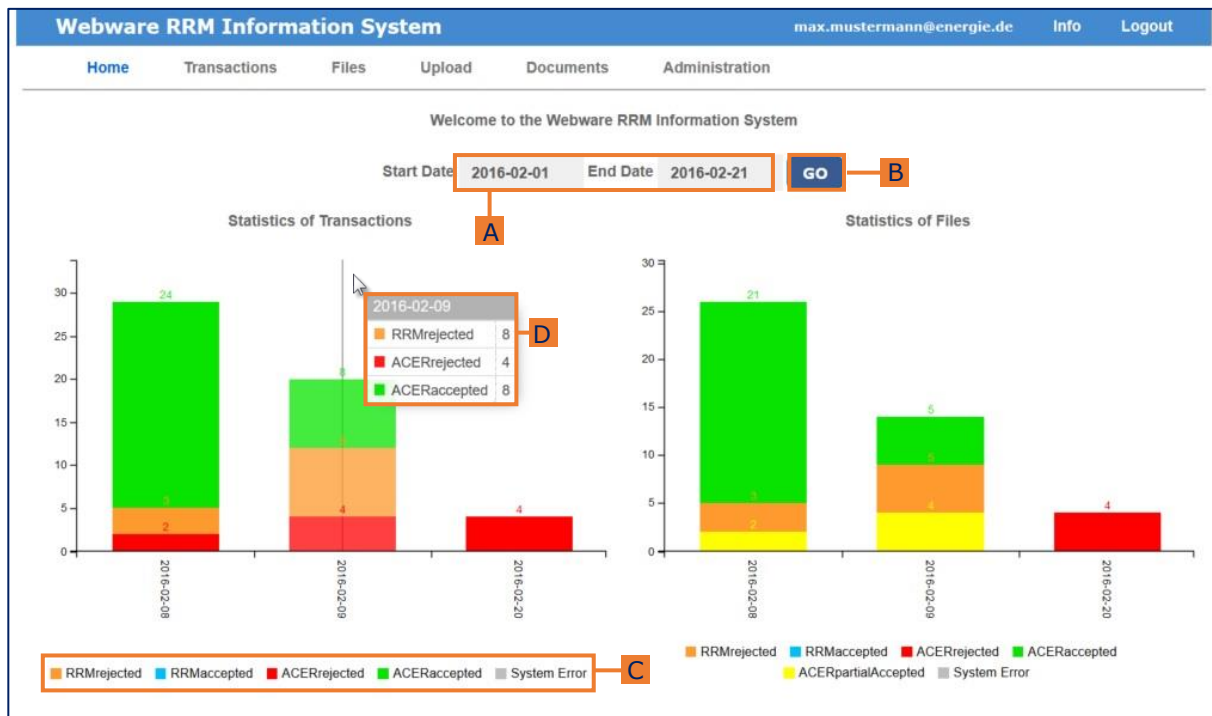 Webware RRM Information System max.mustermann@energie.de Info Logout
Home Transactions Files Upload Documents Administration
Welcome to the Webware RRM Information System
Start Date 2016-02-01 End Date 2016-02-21 GO B
A
Statistics of Transactions
30
25
20
15
10
5
0
24
3
2
8
8
4
4
2016-02-09
RRMrejected 8
ACERrejected 4
ACERaccepted 8
D
2016-02-08
2016-02-09
2016-02-20
RRMrejected RRMaccepted ACERrejected ACERaccepted System Error C
Statistics of Files
30
25
20
15
10
5
0
21
3
2
5
5
4
4
2016-02-08
2016-02-09
2016-02-20
RRMrejected RRMaccepted ACERrejected ACERaccepted
ACERpartialAccepted System Error